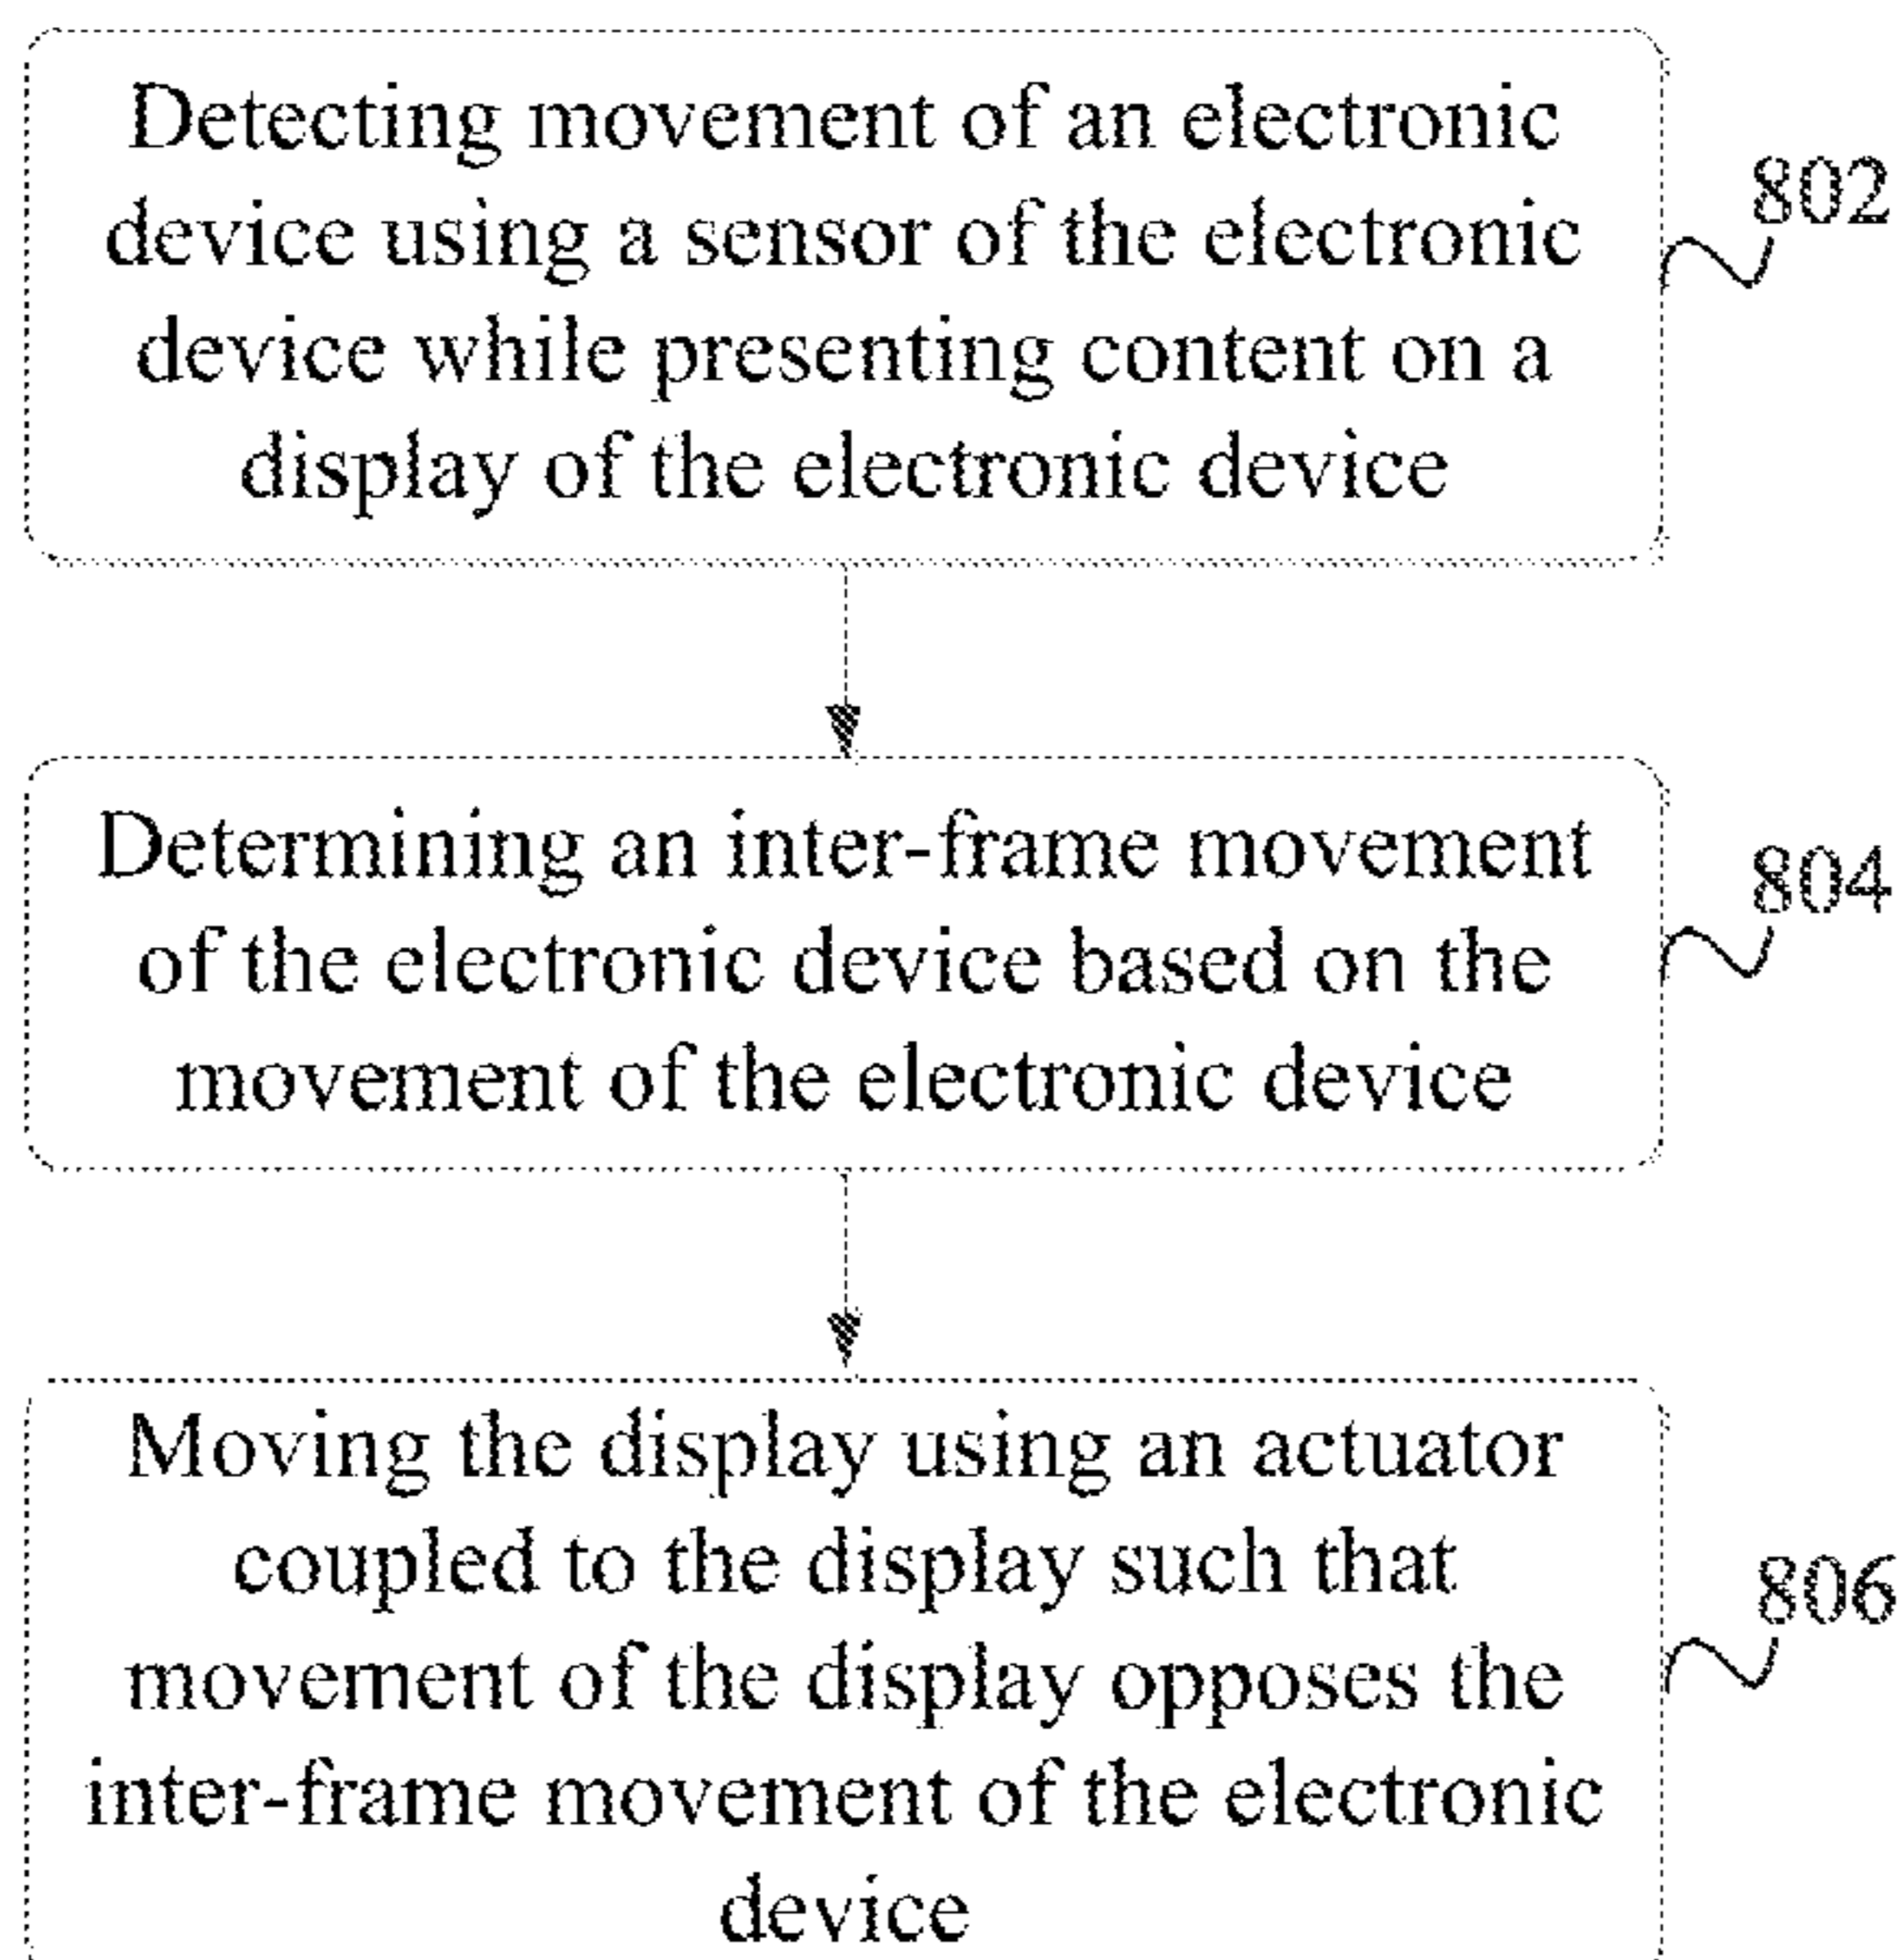 Detecting movement of an electronic
device using a sensor of the electronic
device while presenting content on a
display of the electronic device
802
Determining an inter-frame movement
of the electronic device based on the
movement of the electronic device
804
Moving the display using an actuator
coupled to the display such that
movement of the display opposes the
inter-frame movement of the electronic
device
806